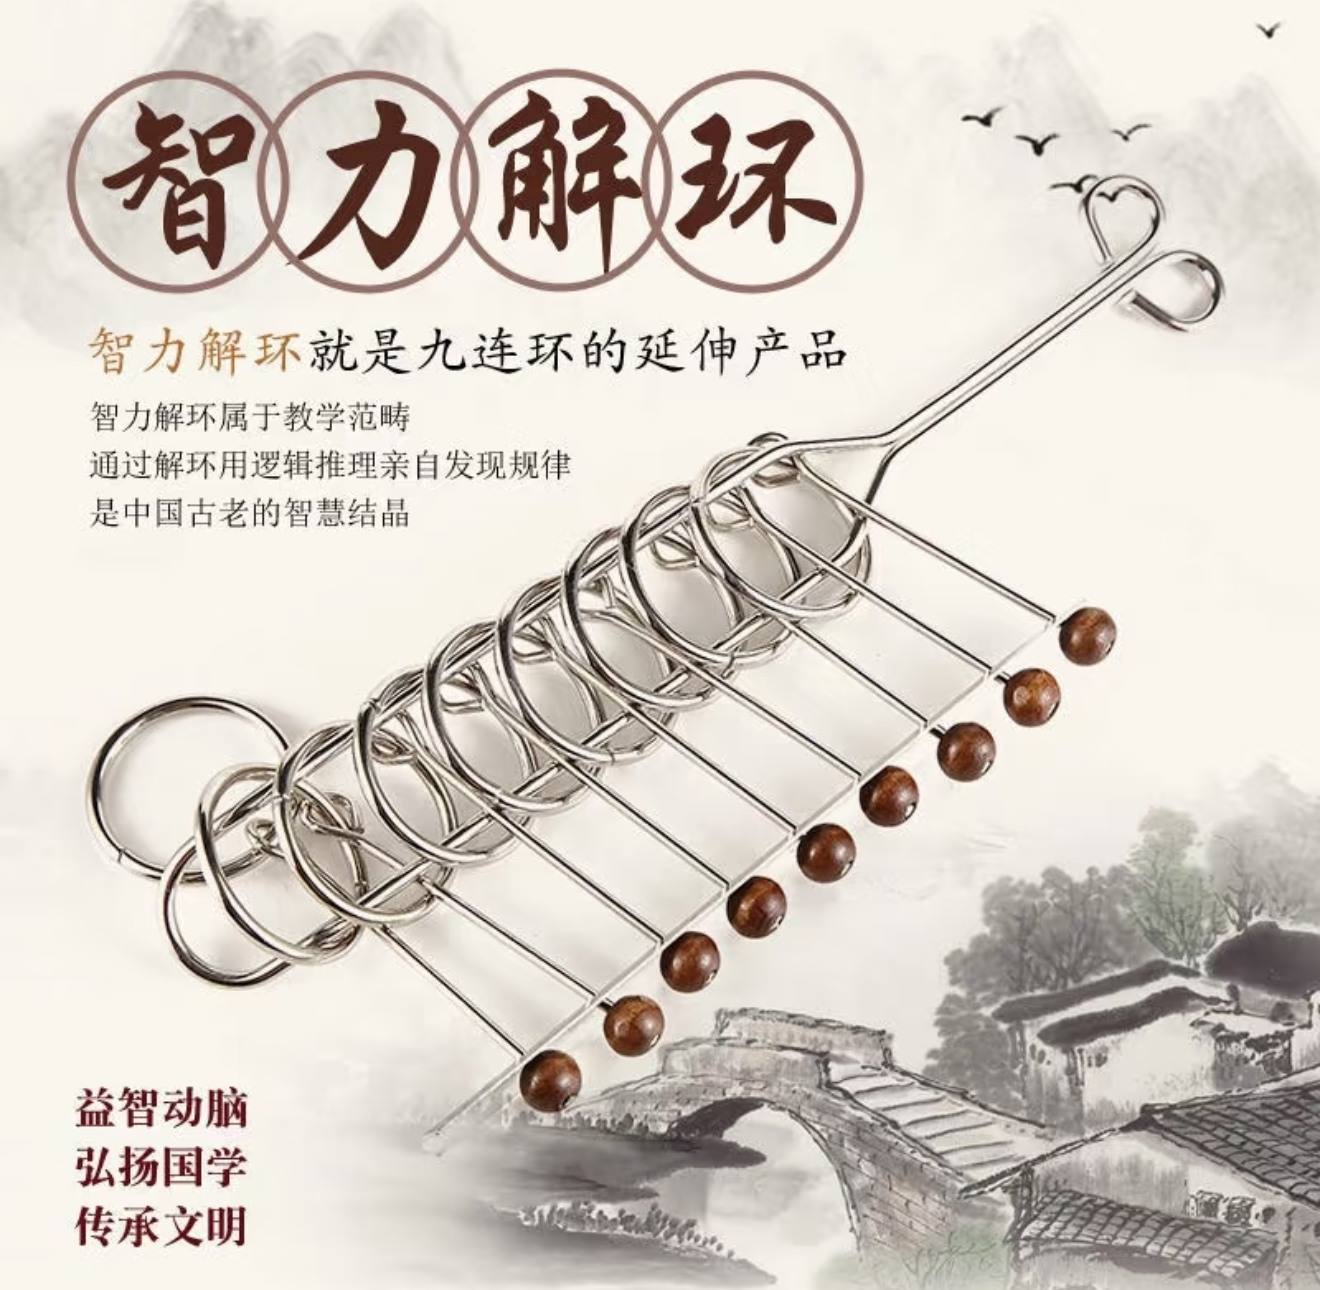 智力解环
智力解环就是九连环的延伸产品
智力解环属于教学范畴
通过解环用逻辑推理亲自发现规律
是中国古老的智慧结晶
益智动脑
弘扬国学
传承文明